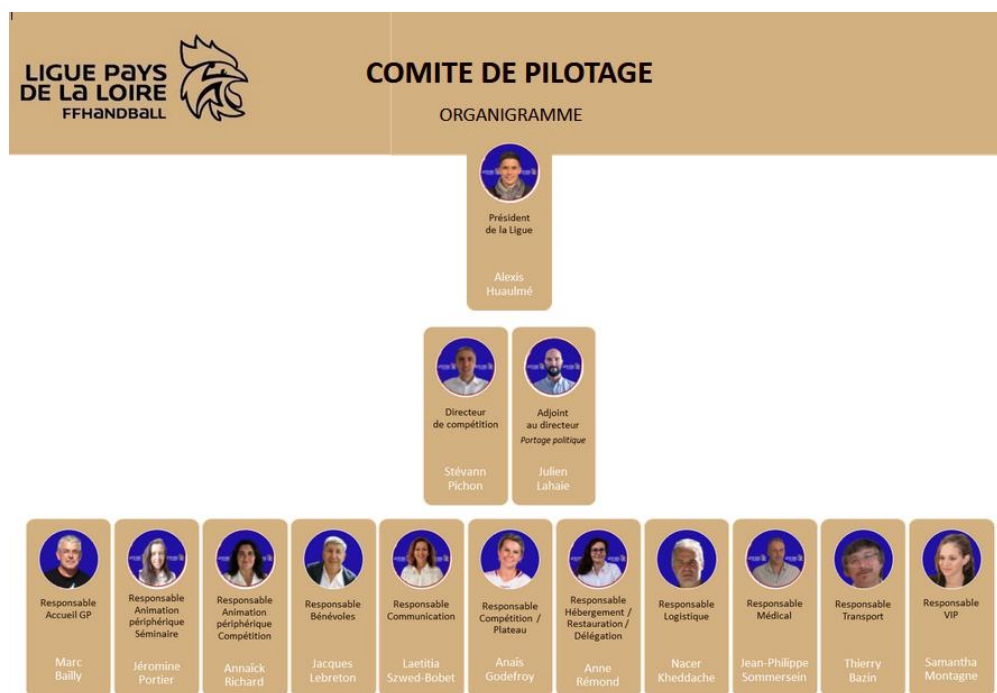 LIGUE PaYS
DE La LOIRE
FFHaNDBaLL
COMITE DE PILOTAGE
ORGANIGRAMME
Président
de la Ligue
Alexis
Huaulmé
Directeur
de compétition
Stévann
Pichon
Adjoint
au directeur
Portage politique
Julien
Lahaie
Responsable
Accueil GP
Marc
Bailly
Responsable
Animation
périphérique
Séminaire
Jéromine
Portier
Responsable
Animation
périphérique
Compétition
Annaïck
Richard
Responsable
Bénévoles
Jacques
Lebreton
Responsable
Communication
Laetitia
Szwed-Bobet
Responsable
Compétition /
Plateau
Anaïs
Godefroy
Responsable
Hébergement /
Restauration /
Délégation
Anne
Rémond
Responsable
Logistique
Nacer
Kheddache
Responsable
Médical
Jean-Philippe
Sommersein
Responsable
Transport
Thierry
Bazin
Responsable
VIP
Samantha
Montagne